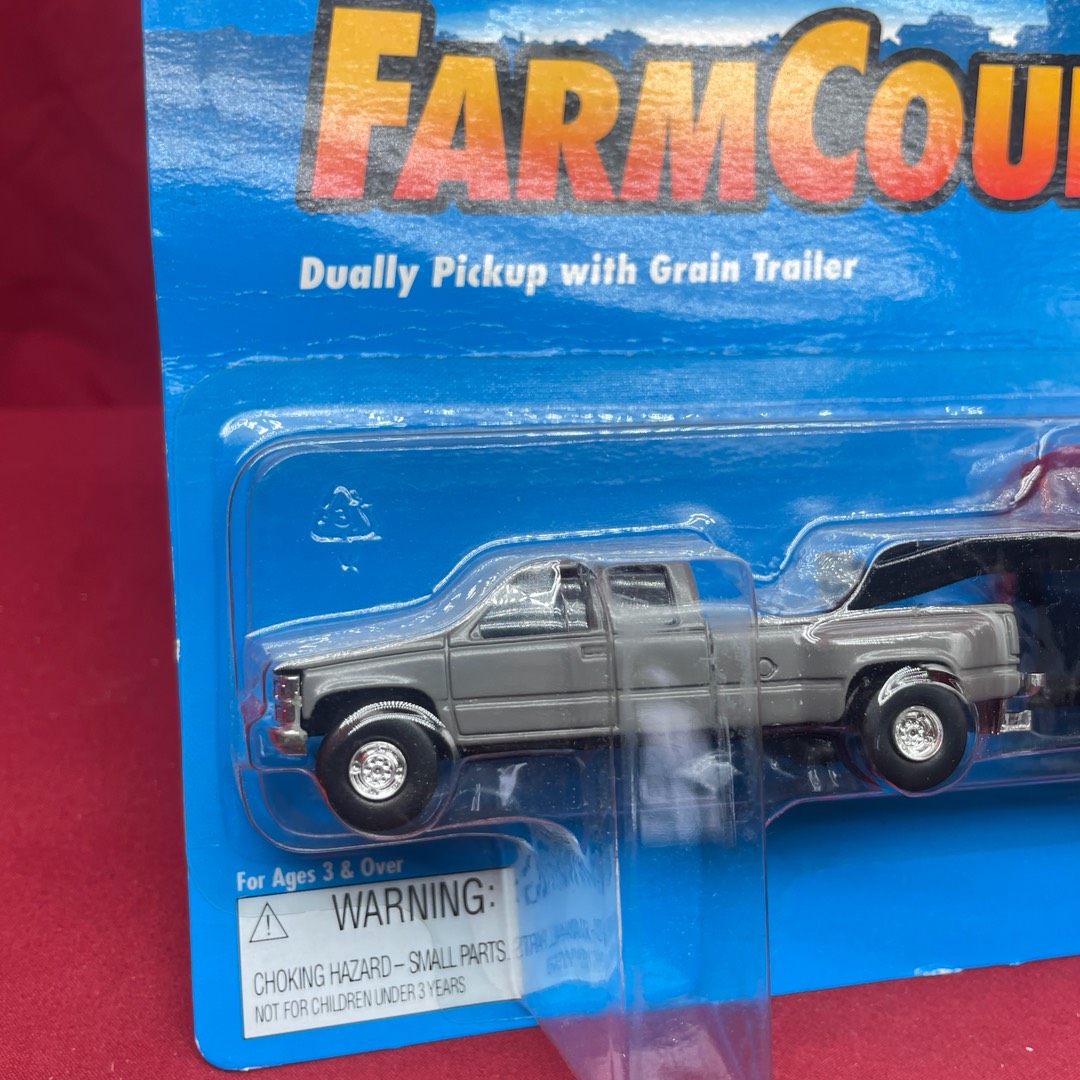 FARMCOU
Dually Pickup with Grain Trailer
For Ages 3 & Over
WARNING:
CHOKING HAZARD – SMALL PARTS.
NOT FOR CHILDREN UNDER 3 YEARS